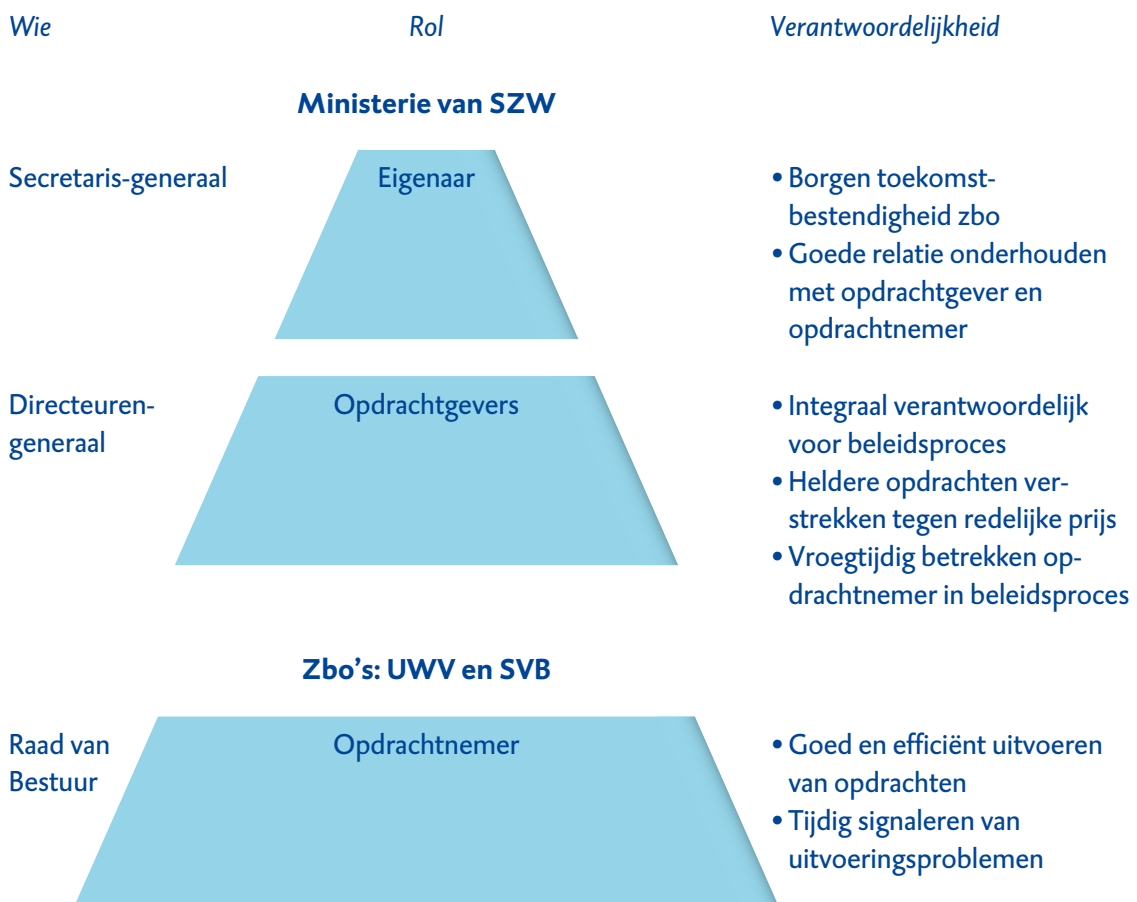 Wie Rol Verantwoordelijkheid
Ministerie van SZW
Secretaris-generaal
Eigenaar
• Borgen toekomst-
bestendigheid zbo
• Goede relatie onderhouden
met opdrachtgever en
opdrachtnemer
Directeuren-
generaal
Opdrachtgevers
• Integraal verantwoordelijk
voor beleidsproces
• Heldere opdrachten ver-
strekken tegen redelijke prijs
• Vroegtijdig betrekken op-
drachtnemer in beleidsproces
Zbo's: UWV en SVB
Raad van
Bestuur
Opdrachtnemer
• Goed en efficiënt uitvoeren
van opdrachten
• Tijdig signaleren van
uitvoeringsproblemen